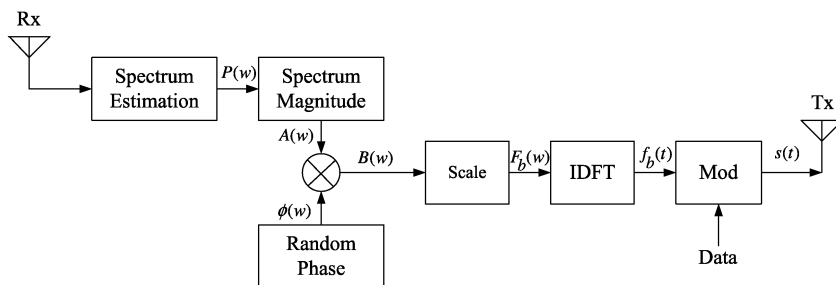 Rx
Spectrum
Estimation
P(w)
Spectrum
Magnitude
A(w)
B(w)
ϕ(w)
Random
Phase
Scale
F_b(w)
IDFT
f_b(t)
Mod
s(t)
Tx
Data